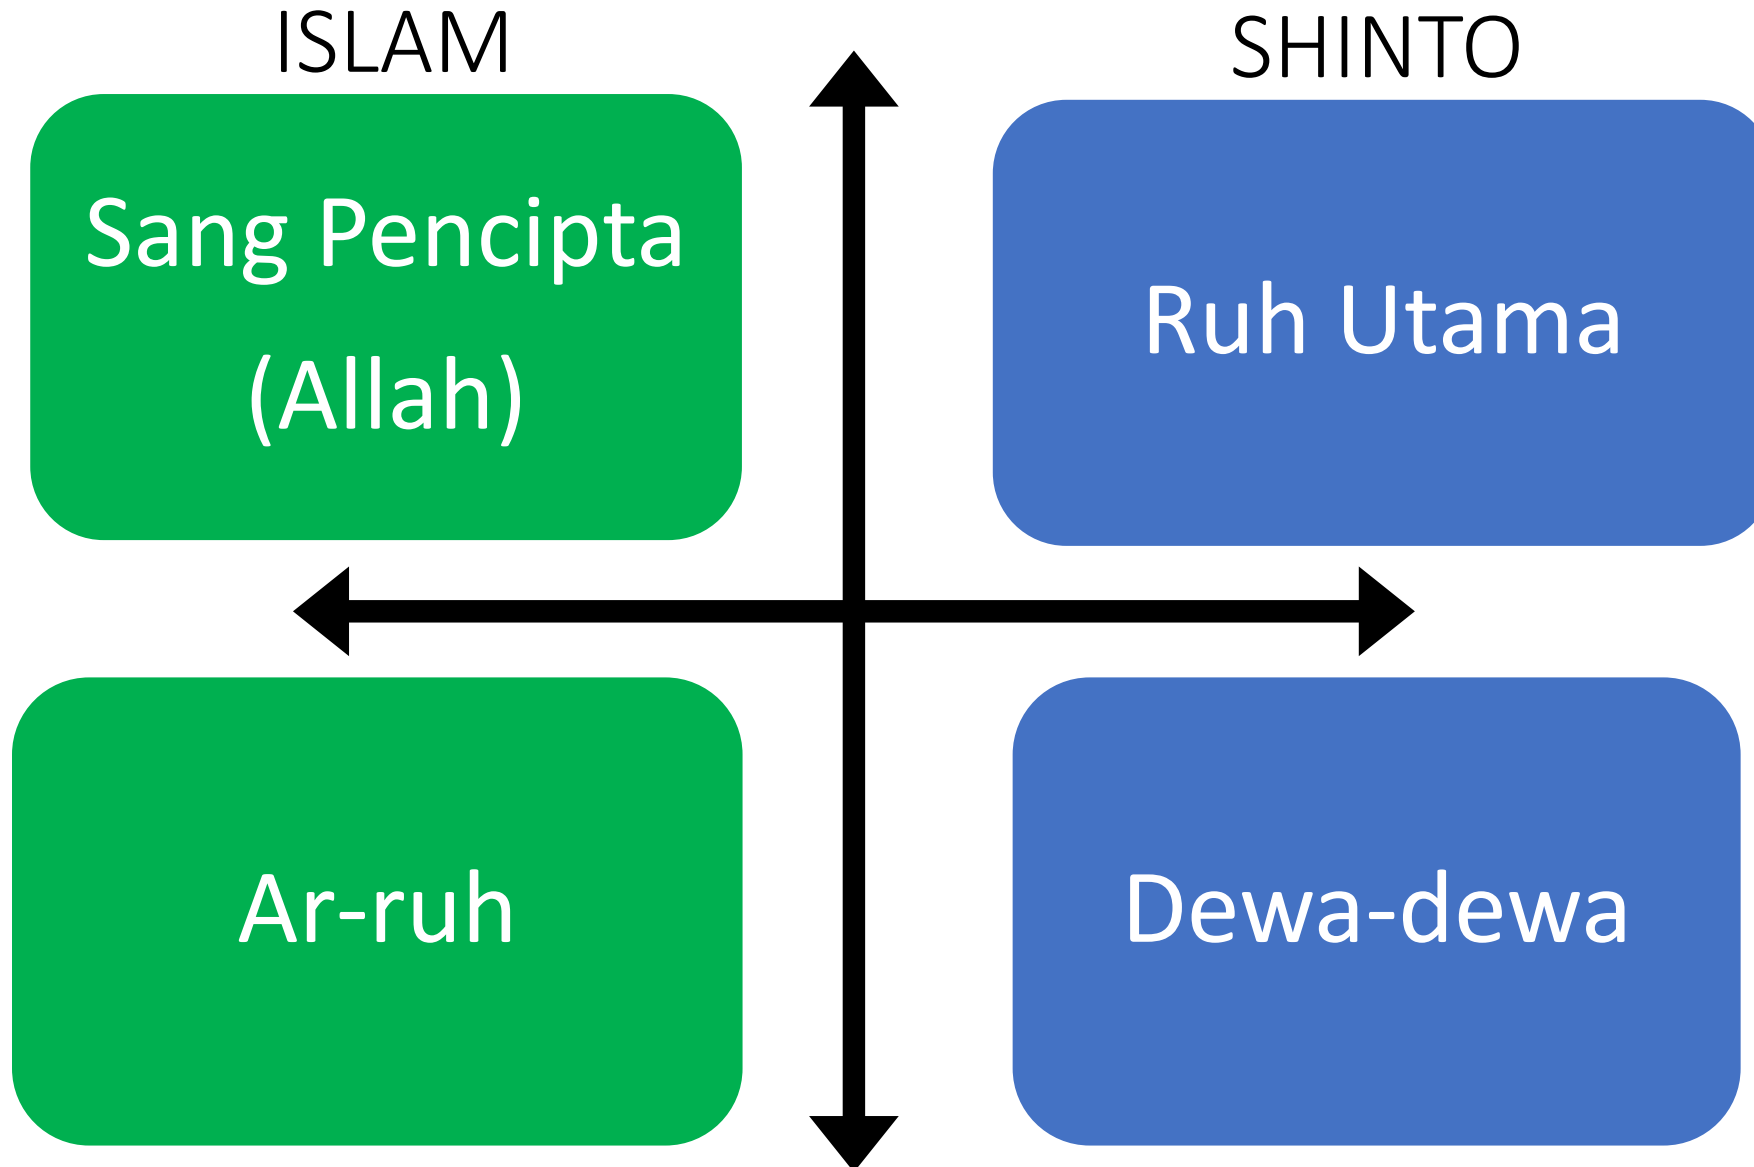 ISLAM
SHINTO
Sang Pencipta
(Allah)
Ruh Utama
Ar-ruh
Dewa-dewa